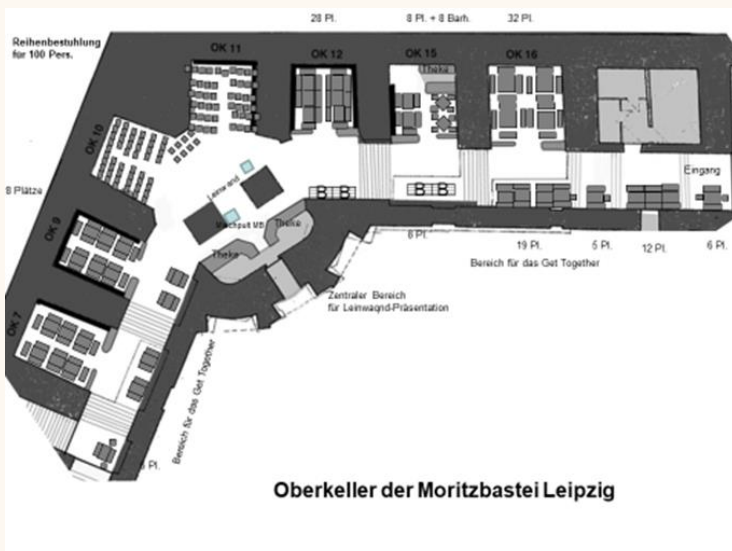 28 Pl.
8 Pl. + 8 Barh.
32 Pl.
Reihenbestuhlung
für 100 Pers.
OK 11
OK 12
OK 15
OK 16
Theke
OK 10
Eingang
8 Plätze
Leinwand
OK 9
Mischpult MB
Theke
Theke
8 Pl.
19 Pl.
5 Pl.
12 Pl.
6 Pl.
Bereich für das Get Together
Zentraler Bereich
für Leinwaqnd-Präsentation
OK 7
Bereich für das Get Together
Pl.
Oberkeller der Moritzbastei Leipzig